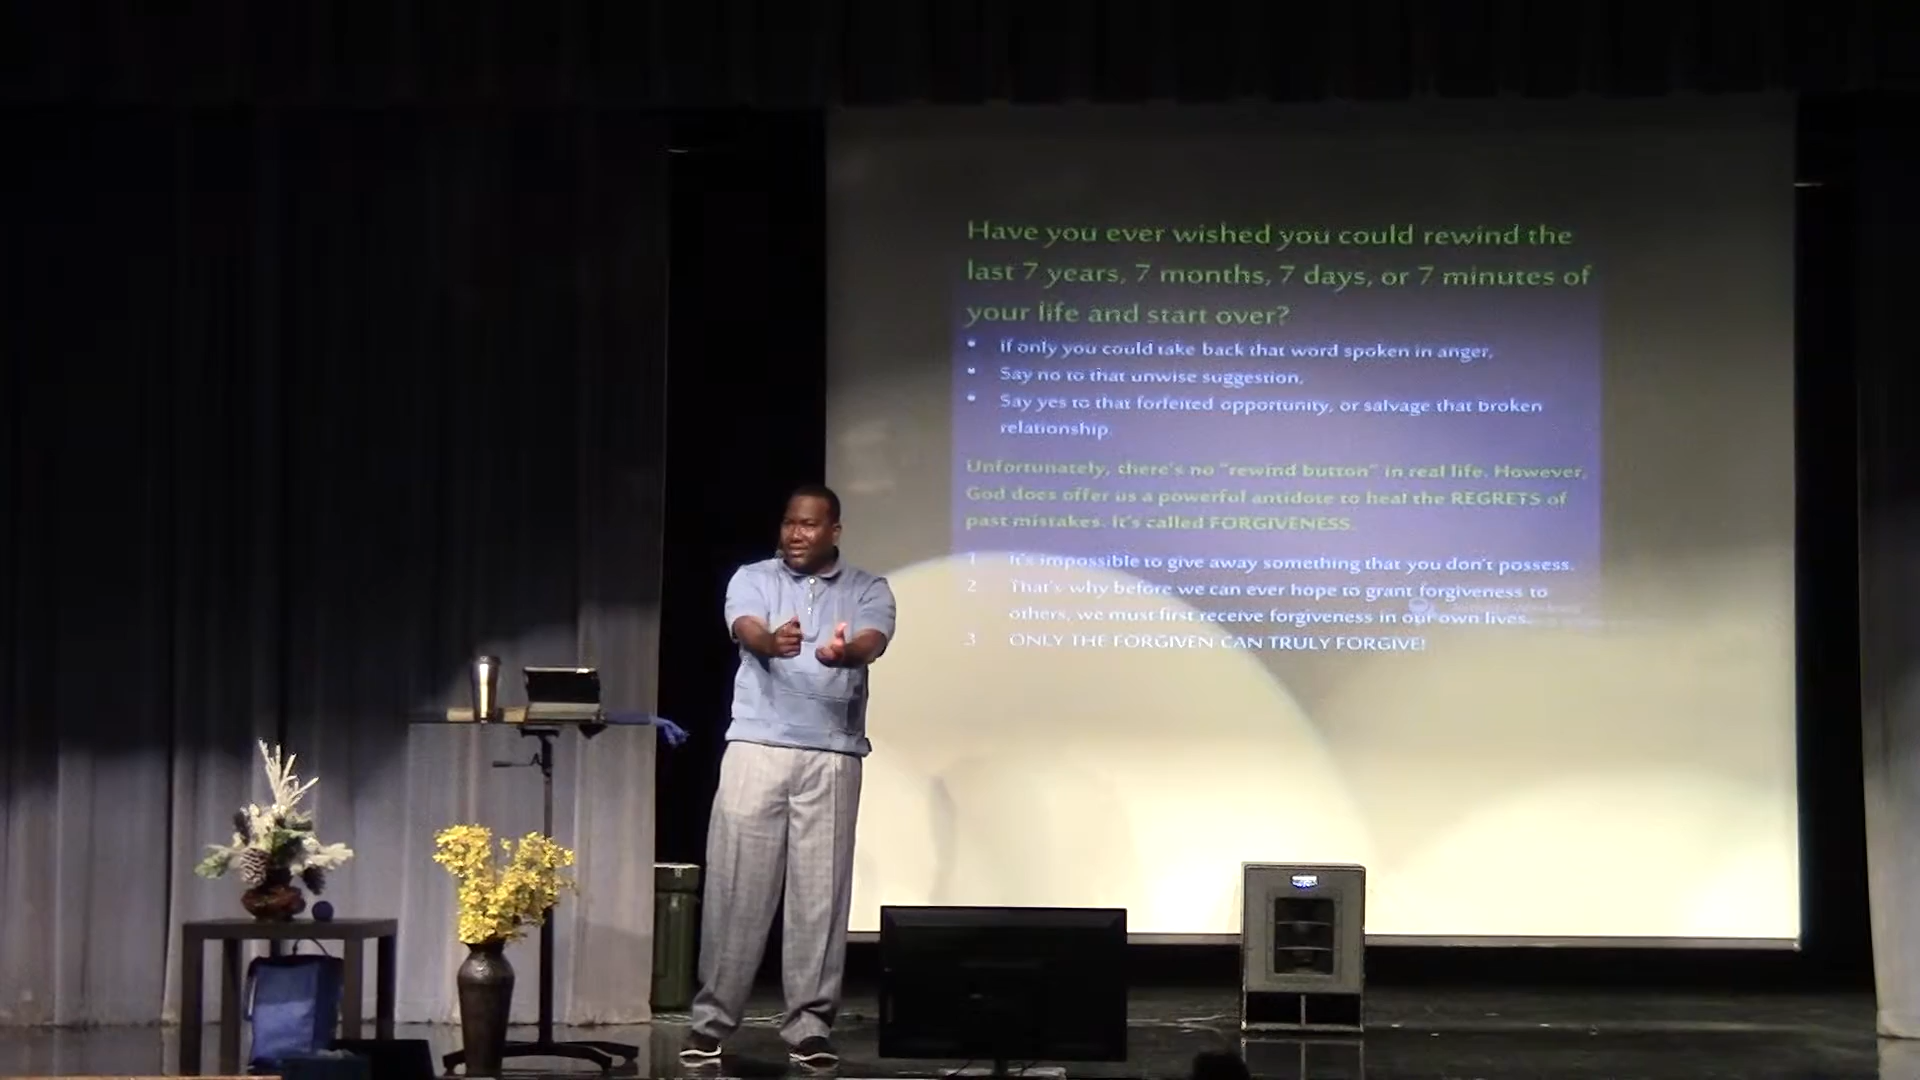 Have you ever wished you could rewind the
last 7 years, 7 months, 7 days, or 7 minutes of
your life and start over?
• If only you could take back that word spoken in anger,
• Say no to that unwise suggestion,
• Say yes to that forfeited opportunity, or salvage that broken
relationship.
Unfortunately, there's no "rewind button" in real life. However,
God does offer us a powerful antidote to heal the REGRETS of
past mistakes. It's called FORGIVENESS.
1. It's impossible to give away something that you don't possess.
2. That's why before we can ever hope to grant forgiveness to
others, we must first receive forgiveness in our own lives.
3. ONLY THE FORGIVEN CAN TRULY FORGIVE!